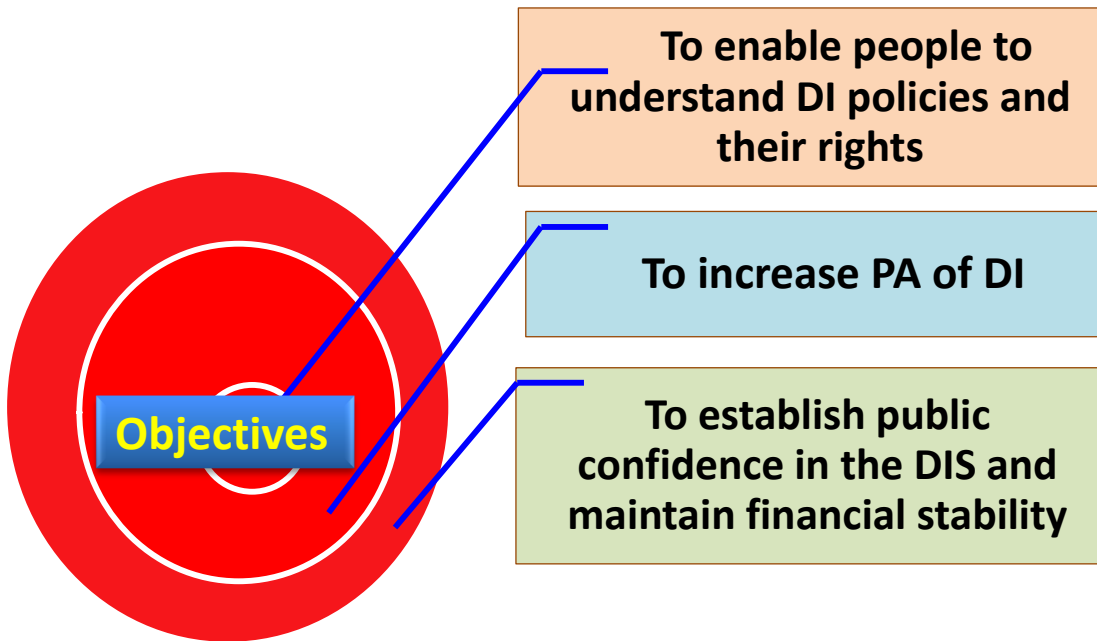 To enable people to
understand DI policies and
their rights
To increase PA of DI
Objectives
To establish public
confidence in the DIS and
maintain financial stability